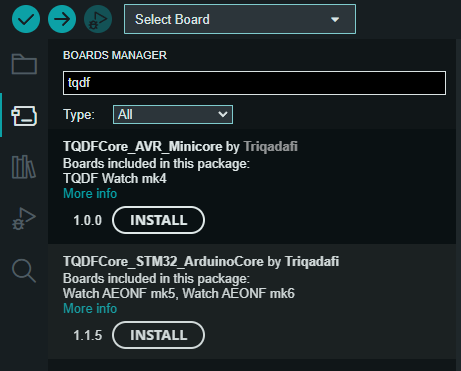 Select Board
BOARDS MANAGER
tqdf
Type: All
TQDFCore_AVR_Minicore by Triqadafi
Boards included in this package:
TQDF Watch mk4
More info
1.0.0 INSTALL
TQDFCore_STM32_ArduinoCore by Triqadafi
Boards included in this package:
Watch AEONF mk5, Watch AEONF mk6
More info
1.1.5 INSTALL